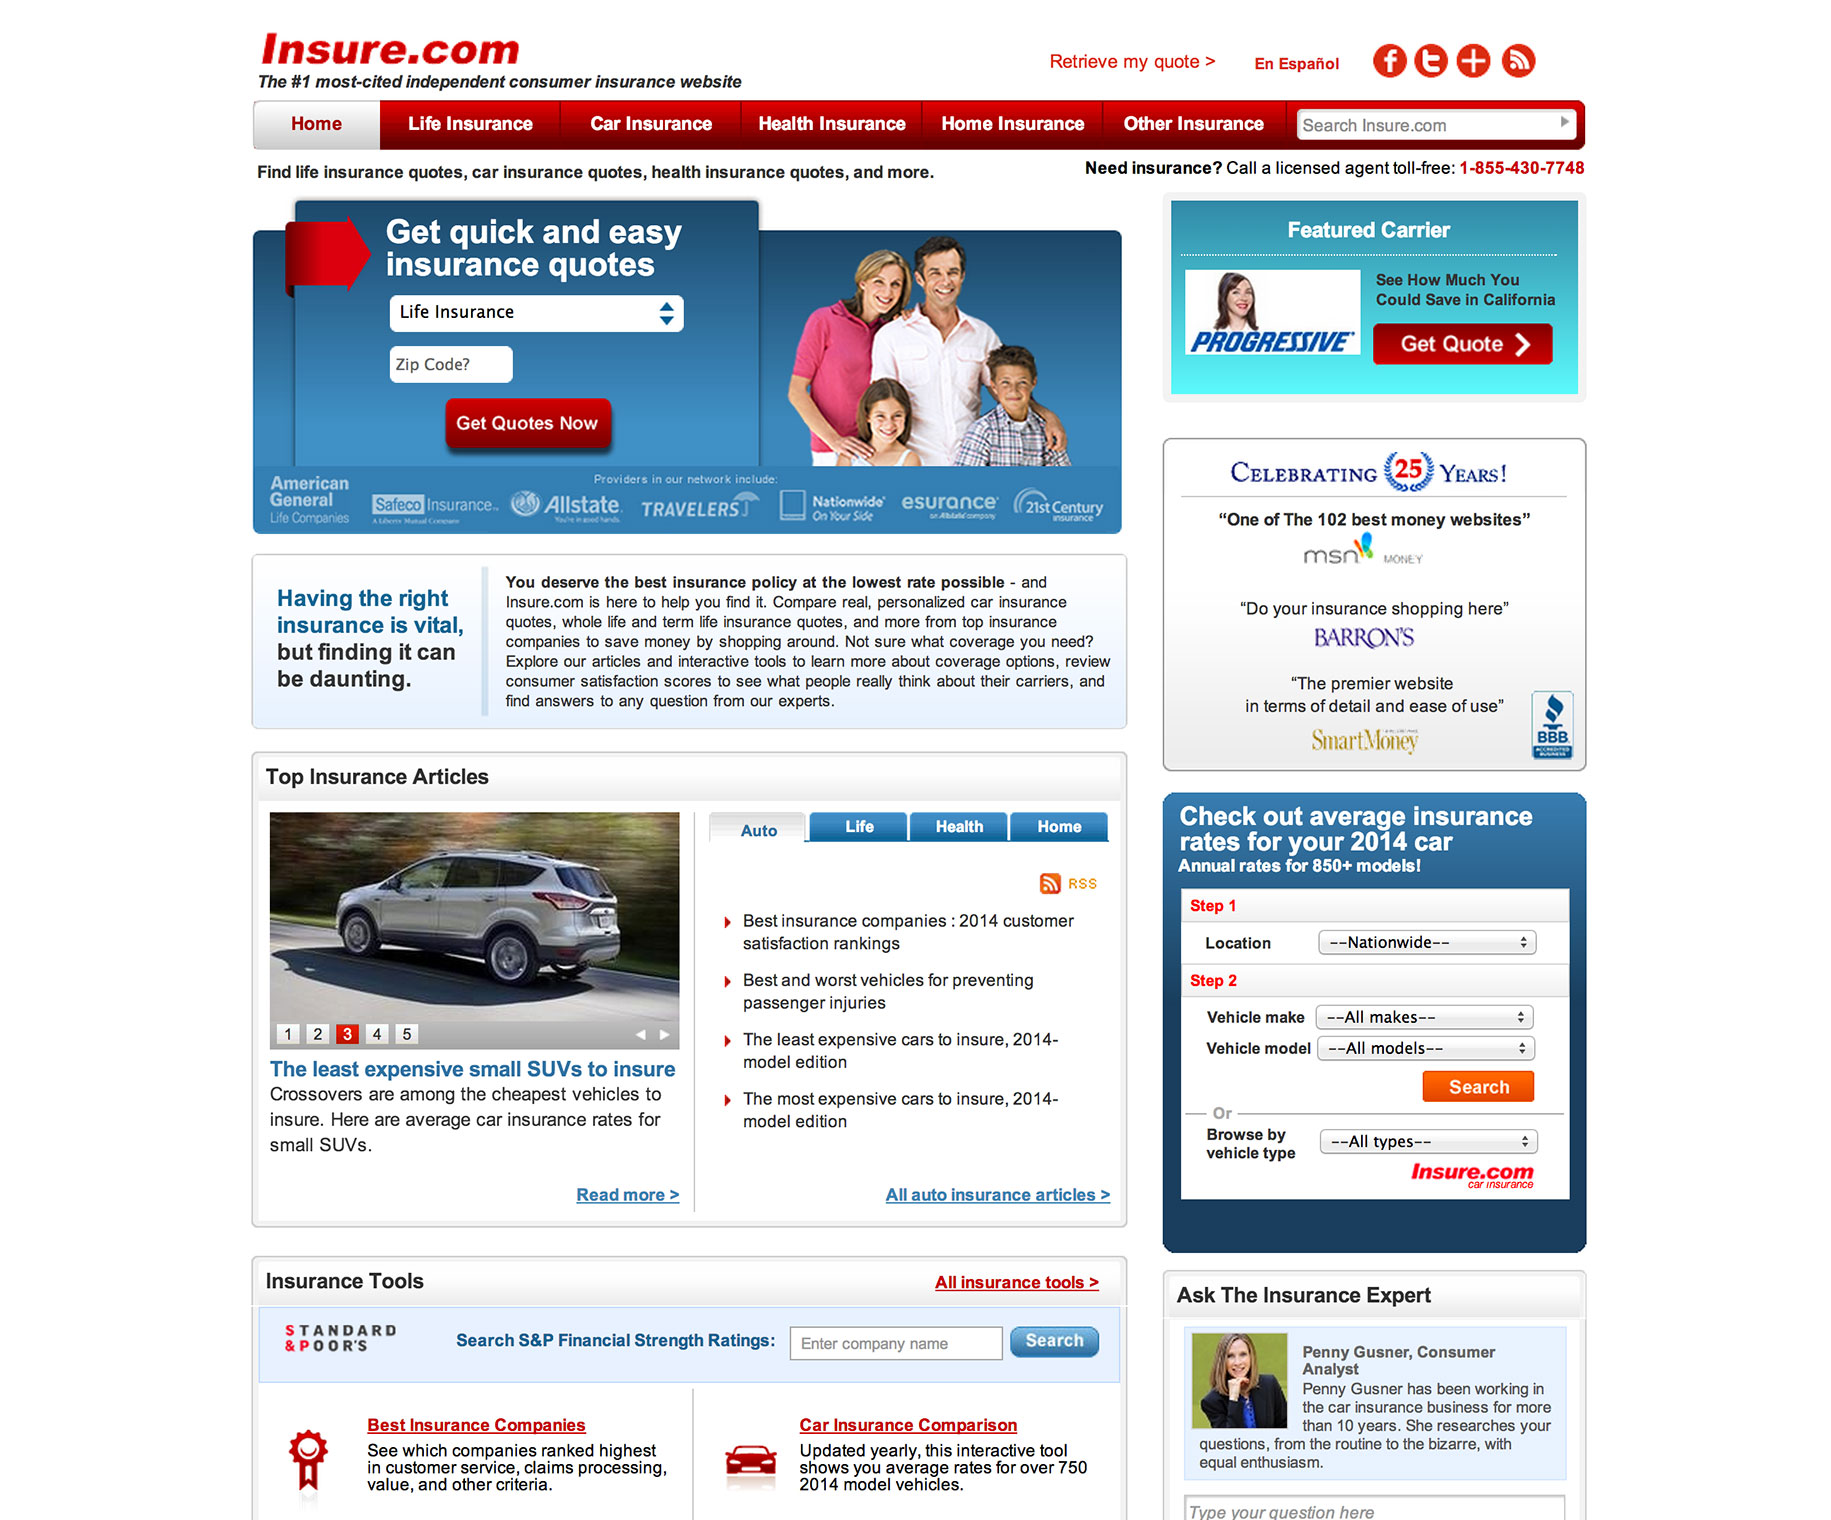 Insure.com
The #1 most-cited independent consumer insurance website
Retrieve my quote >
En Español
Home
Life Insurance
Car Insurance
Health Insurance
Home Insurance
Other Insurance
Search Insure.com
Find life insurance quotes, car insurance quotes, health insurance quotes, and more.
Need insurance? Call a licensed agent toll-free: 1-855-430-7748
Get quick and easy
insurance quotes
Life Insurance
Zip Code?
Get Quotes Now
Providers in our network include:
American
General
Life Companies
Safeco Insurance™
A Liberty Mutual Company
Allstate
You're in good hands.
TRAVELERS
Nationwide®
On Your Side
esurance®
an Allstate company
21st Century
insurance
Featured Carrier
PROGRESSIVE®
See How Much You
Could Save in California
Get Quote
CELEBRATING 25 YEARS!
“One of The 102 best money websites”
msn MONEY
“Do your insurance shopping here”
BARRON'S
“The premier website
in terms of detail and ease of use”
SmartMoney
BBB
ACCREDITED
BUSINESS
Having the right
insurance is vital,
but finding it can
be daunting.
You deserve the best insurance policy at the lowest rate possible - and
Insure.com is here to help you find it. Compare real, personalized car insurance
quotes, whole life and term life insurance quotes, and more from top insurance
companies to save money by shopping around. Not sure what coverage you need?
Explore our articles and interactive tools to learn more about coverage options, review
consumer satisfaction scores to see what people really think about their carriers, and
find answers to any question from our experts.
Top Insurance Articles
1 2 3 4 5
The least expensive small SUVs to insure
Crossovers are among the cheapest vehicles to
insure. Here are average car insurance rates for
small SUVs.
Read more >
Auto
Life
Health
Home
RSS
Best insurance companies : 2014 customer
satisfaction rankings
Best and worst vehicles for preventing
passenger injuries
The least expensive cars to insure, 2014-
model edition
The most expensive cars to insure, 2014-
model edition
All auto insurance articles >
Check out average insurance
rates for your 2014 car
Annual rates for 850+ models!
Step 1
Location
--Nationwide--
Step 2
Vehicle make
--All makes--
Vehicle model
--All models--
Search
Or
Browse by
vehicle type
--All types--
Insure.com
car insurance
Insurance Tools
All insurance tools >
STANDARD
&POOR'S
Search S&P Financial Strength Ratings:
Enter company name
Search
Best Insurance Companies
See which companies ranked highest
in customer service, claims processing,
value, and other criteria.
Car Insurance Comparison
Updated yearly, this interactive tool
shows you average rates for over 750
2014 model vehicles.
Ask The Insurance Expert
Penny Gusner, Consumer
Analyst
Penny Gusner has been working in
the car insurance business for more
than 10 years. She researches your
questions, from the routine to the bizarre, with
equal enthusiasm.
Type your question here